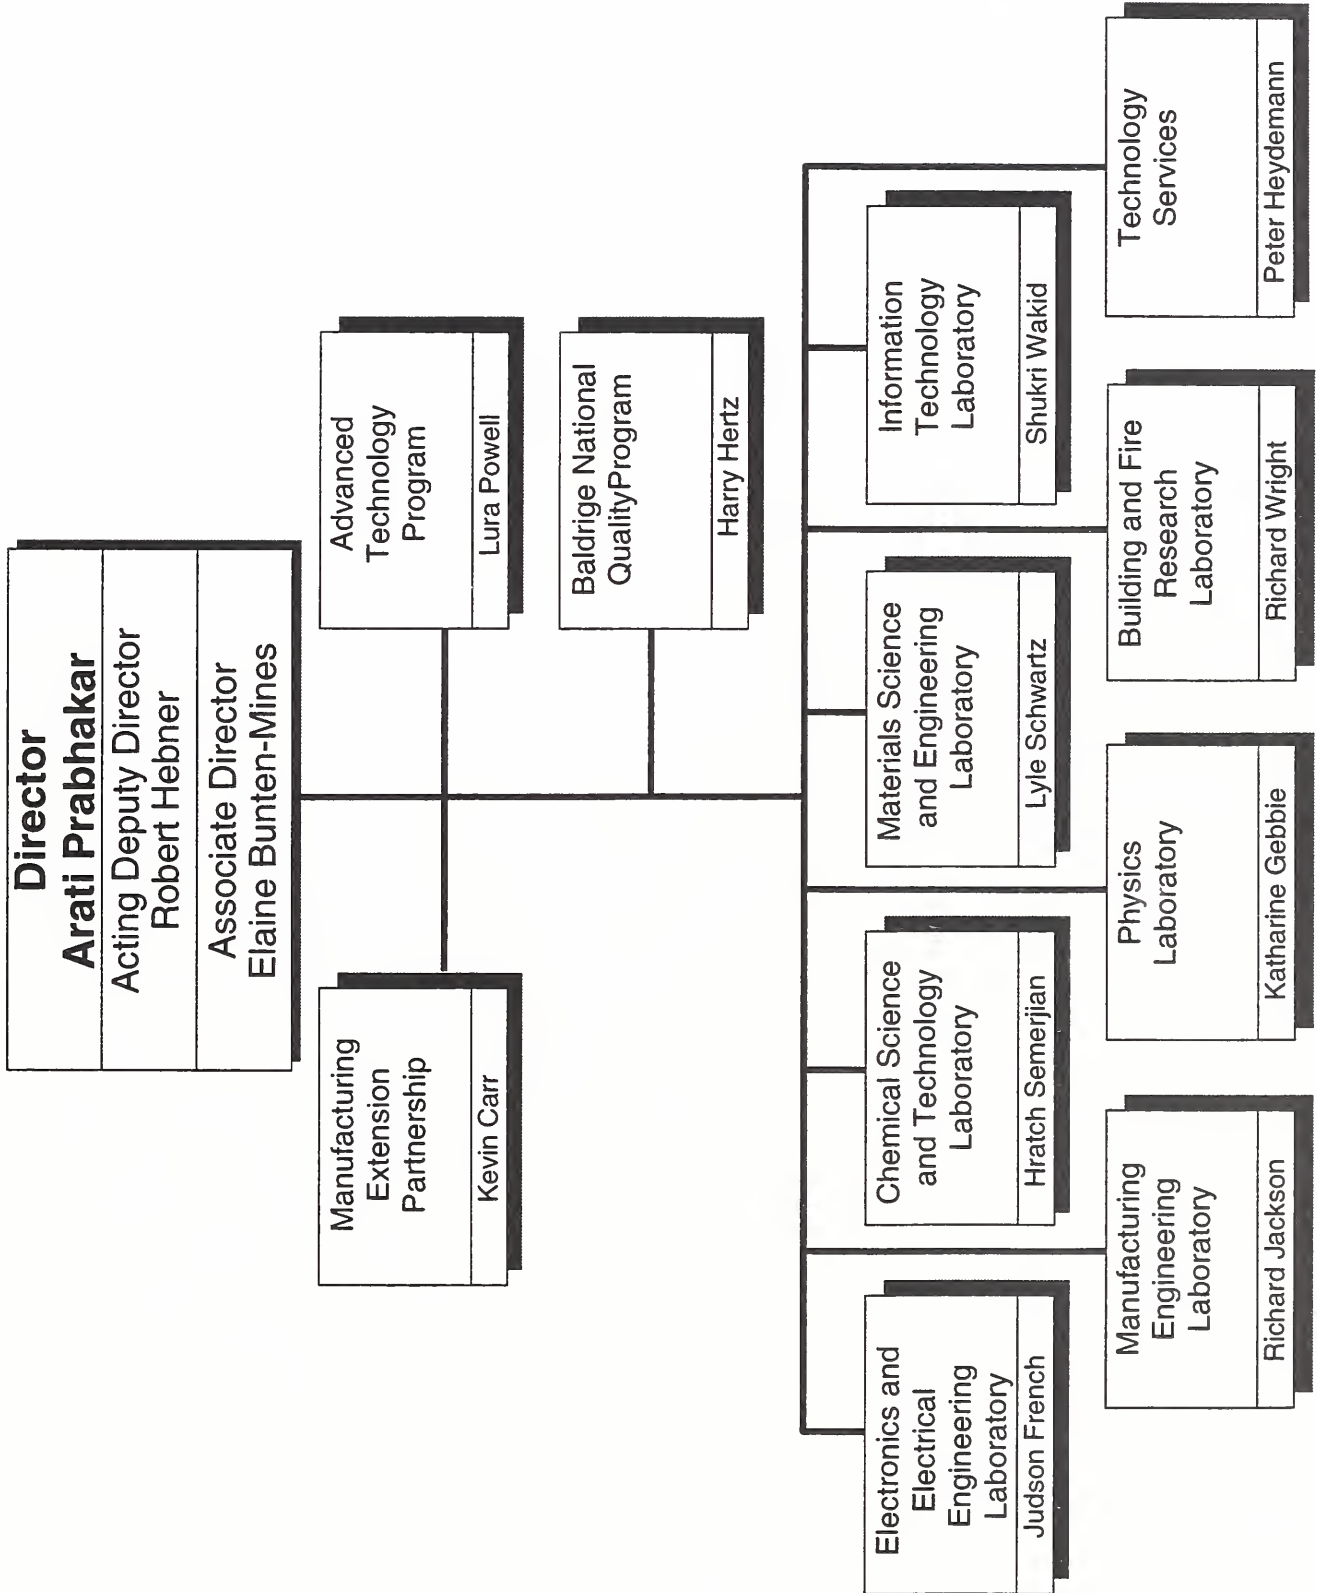 Director
Arati Prabhakar
Acting Deputy Director
Robert Hebner
Associate Director
Elaine Bunten-Mines
Manufacturing
Extension
Partnership
Kevin Carr
Advanced
Technology
Program
Lura Powell
Baldrige National
QualityProgram
Harry Hertz
Electronics and
Electrical
Engineering
Laboratory
Judson French
Chemical Science
and Technology
Laboratory
Hratch Semerjian
Materials Science
and Engineering
Laboratory
Lyle Schwartz
Information
Technology
Laboratory
Shukri Wakid
Manufacturing
Engineering
Laboratory
Richard Jackson
Physics
Laboratory
Katharine Gebbie
Building and Fire
Research
Laboratory
Richard Wright
Technology
Services
Peter Heydemann